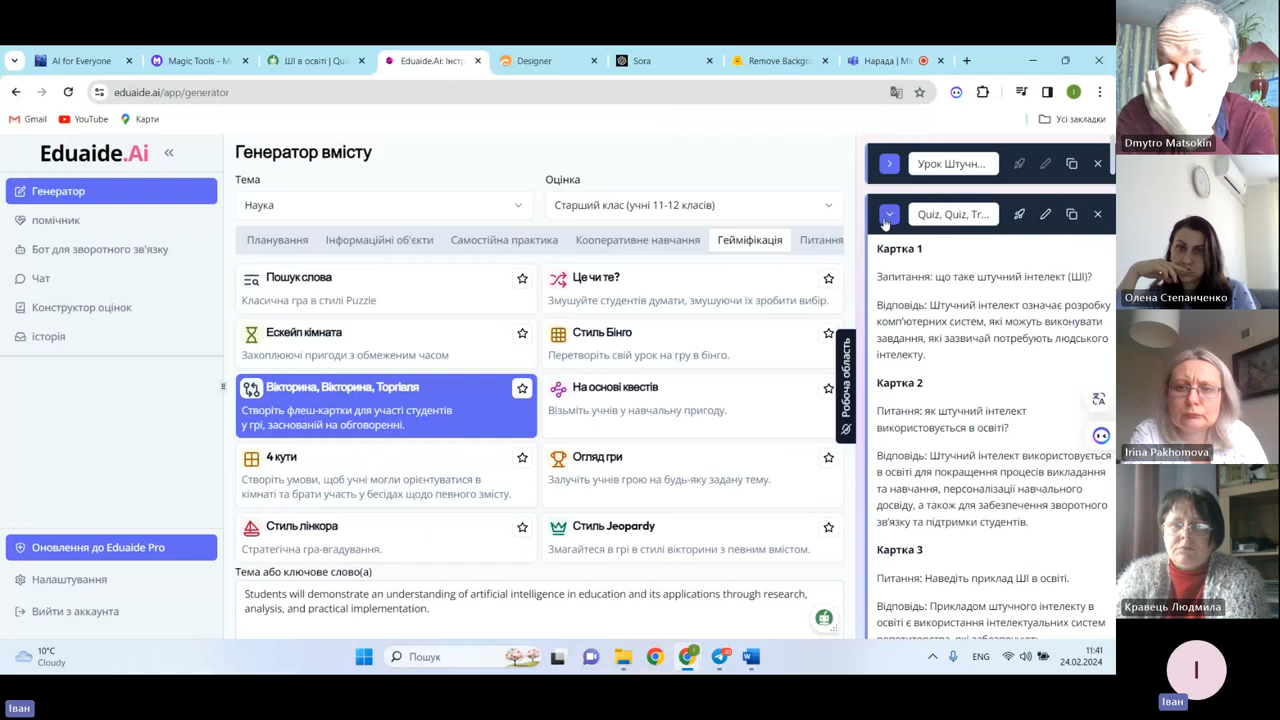 AI for Everyone
Magic Tools - M
ШІ в освіті | Qui
Eduaide.Ai: Інстр
Designer
Sora
Remove Backgro
Нарада | Mi
eduaide.ai/app/generator
Gmail
YouTube
Карти
Усі закладки
Eduaide.Ai
Генератор
помічник
Бот для зворотного зв'язку
Чат
Конструктор оцінок
історія
Оновлення до Eduaide Pro
Налаштування
Вийти з аккаунта
Генератор вмісту
Тема
Оцінка
Наука
Старший клас (учні 11-12 класів)
Планування
Інформаційні об'єкти
Самостійна практика
Кооперативне навчання
Гейміфікація
Питання
Пошук слова
Класична гра в стилі Puzzle
Це чи те?
Змушуйте студентів думати, змушуючи їх зробити вибір.
Ескейп кімната
Захоплюючі пригоди з обмеженим часом
Стиль Бінго
Перетворіть свій урок на гру в бінго.
Вікторина, Вікторина, Торгівля
Створіть флеш-картки для участі студентів
у грі, заснованій на обговоренні.
На основі квестів
Візьміть учнів у навчальну пригоду.
4 кути
Створіть умови, щоб учні могли орієнтуватися в
кімнаті та брати участь у бесідах щодо певного змісту.
Огляд гри
Залучіть учнів грою на будь-яку задану тему.
Стиль лінкора
Стратегічна гра-вгадування.
Стиль Jeopardy
Змагайтеся в грі в стилі вікторини з певним вмістом.
Тема або ключове слово(а)
Students will demonstrate an understanding of artificial intelligence in education and its applications through research,
analysis, and practical implementation.
Робоча область
Урок Штучн...
Quiz, Quiz, Tr...
Картка 1
Запитання: що таке штучний інтелект (ШІ)?
Відповідь: Штучний інтелект означає розробку
комп'ютерних систем, які можуть виконувати
завдання, які зазвичай потребують людського
інтелекту.
Картка 2
Питання: як штучний інтелект
використовується в освіті?
Відповідь: Штучний інтелект використовується
в освіті для покращення процесів викладання
та навчання, персоналізації навчального
досвіду, а також для забезпечення зворотного
зв'язку та підтримки студентів.
Картка 3
Питання: Наведіть приклад ШІ в освіті.
Відповідь: Прикладом штучного інтелекту в
освіті є використання інтелектуальних систем
репетиторства, які забезпечують
10°C
Cloudy
Пошук
ENG
11:41
24.02.2024
Dmytro Matsokin
Олена Степанченко
Irina Pakhomova
Кравець Людмила
І
Іван
Іван